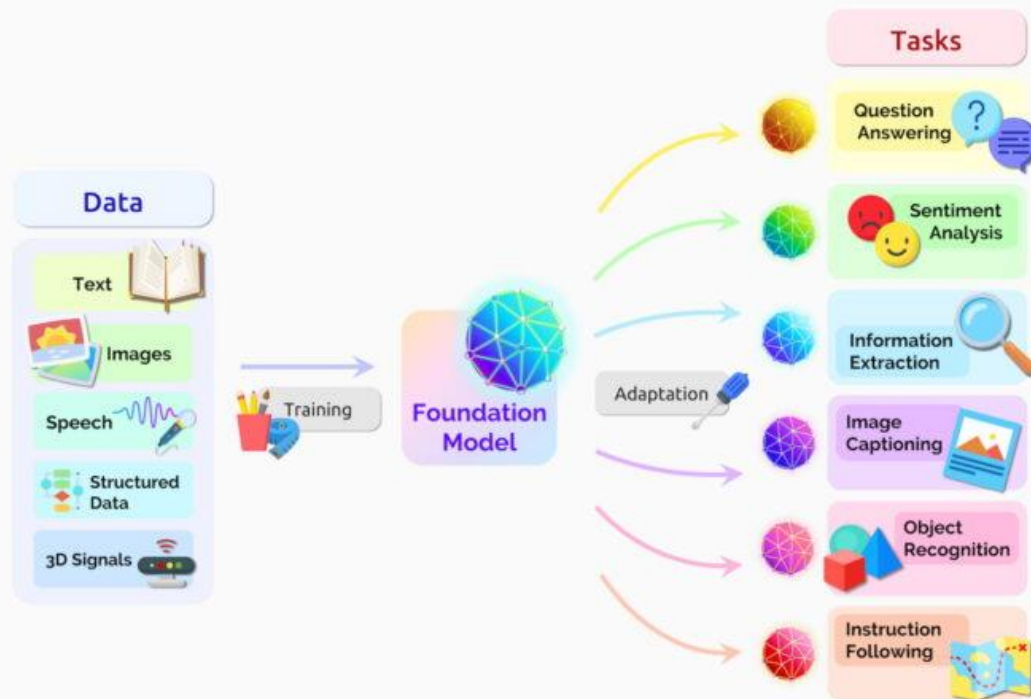 Data
Text
Images
Speech
Structured
Data
3D Signals
Training
Foundation
Model
Adaptation
Tasks
Question
Answering
Sentiment
Analysis
Information
Extraction
Image
Captioning
Object
Recognition
Instruction
Following